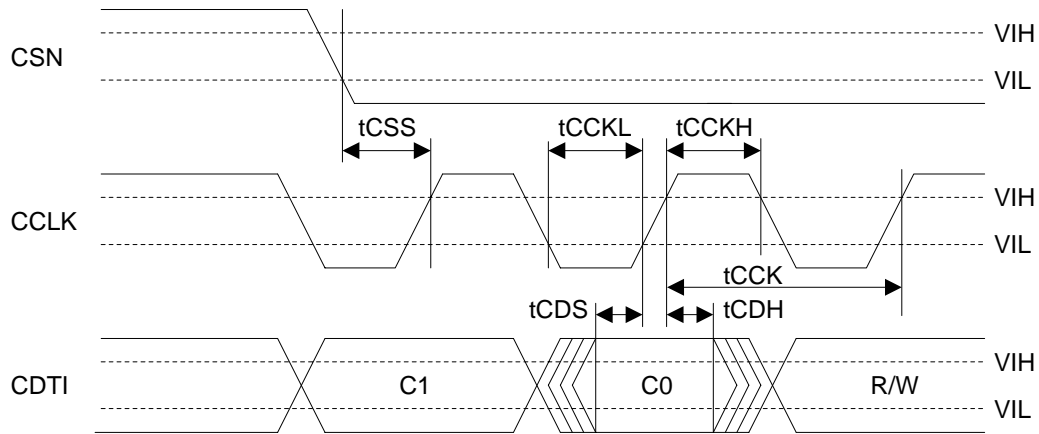 CSN
VIH
VIL
tCSS
tCCKL
tCCKH
CCLK
VIH
VIL
tCCK
tCDS
tCDH
CDTI
C1
C0
R/W
VIH
VIL